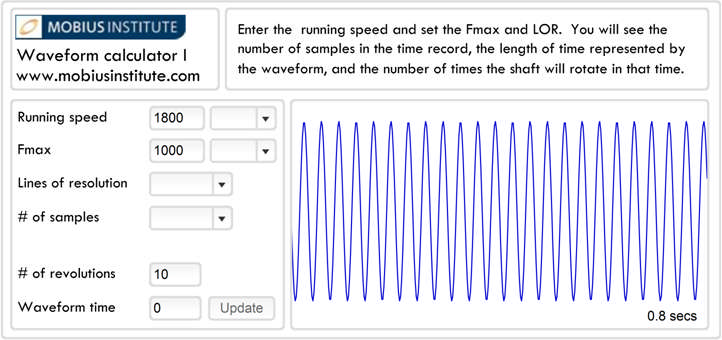 MOBIUS INSTITUTE
Waveform calculator I
www.mobiusinstitute.com
Enter the running speed and set the Fmax and LOR. You will see the
number of samples in the time record, the length of time represented by
the waveform, and the number of times the shaft will rotate in that time.
Running speed 1800
Fmax 1000
Lines of resolution
# of samples
# of revolutions 10
Waveform time 0 Update
0.8 secs